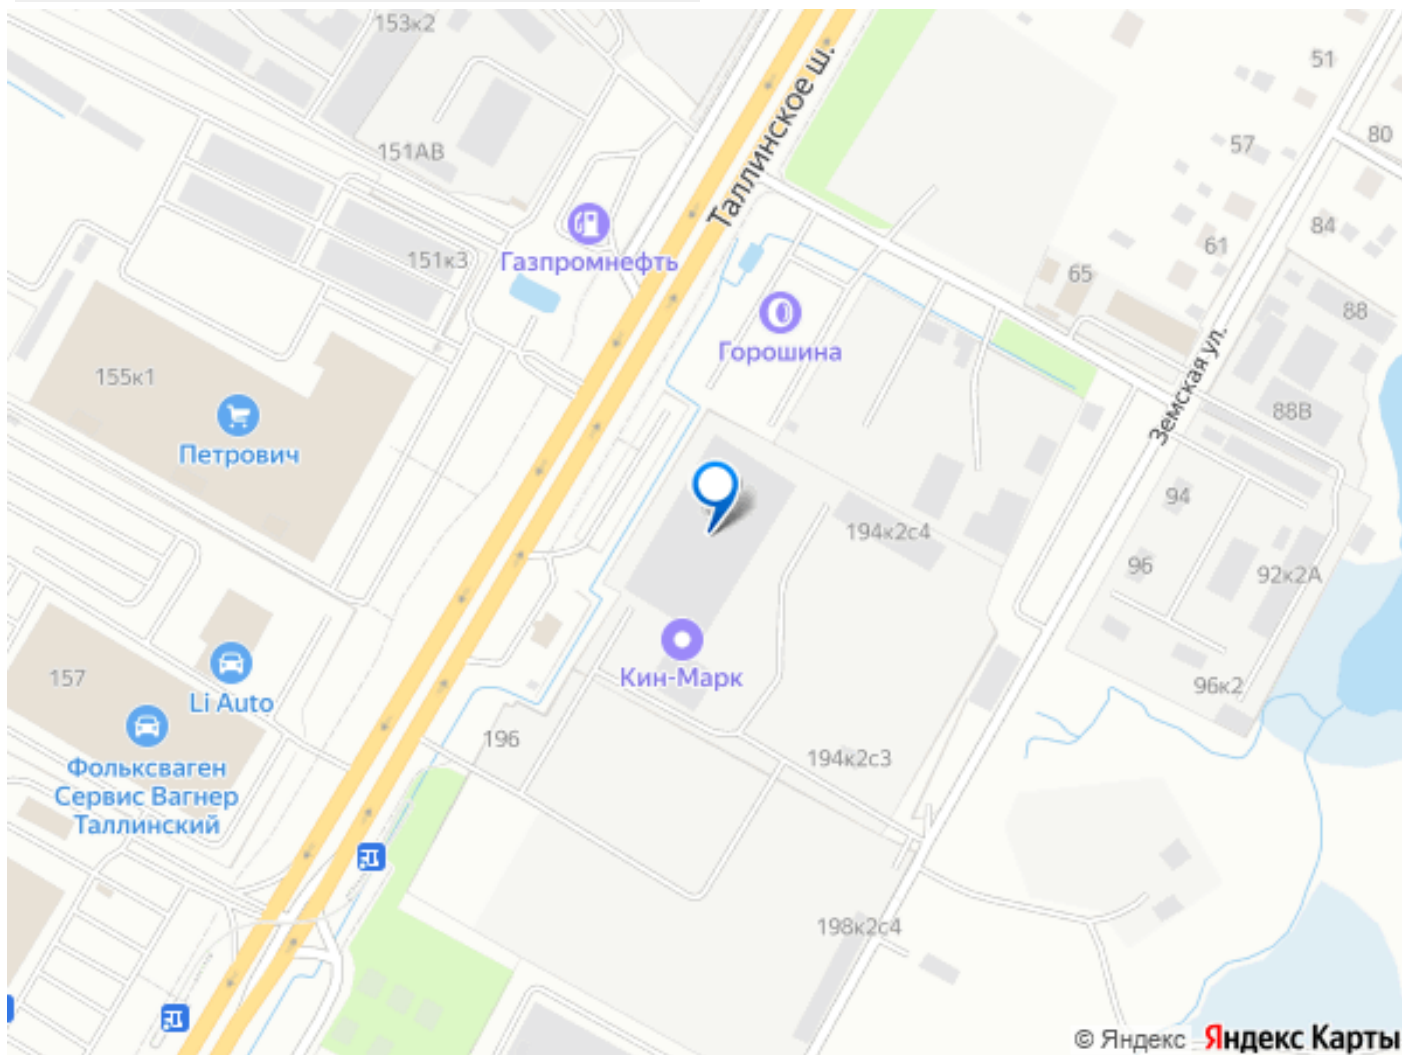 153к2
51
Таллинское ш.
57
80
151АВ
84
61
151к3
Газпромнефть
65
88
Горошина
155к1
Земская ул.
88В
Петрович
94
194к2с4
96
92к2А
157
Кин-Марк
96к2
Li Auto
196
194к2с3
Фольксваген
Сервис Вагнер
Таллинский
198к2с4
© Яндекс Яндекс Карты